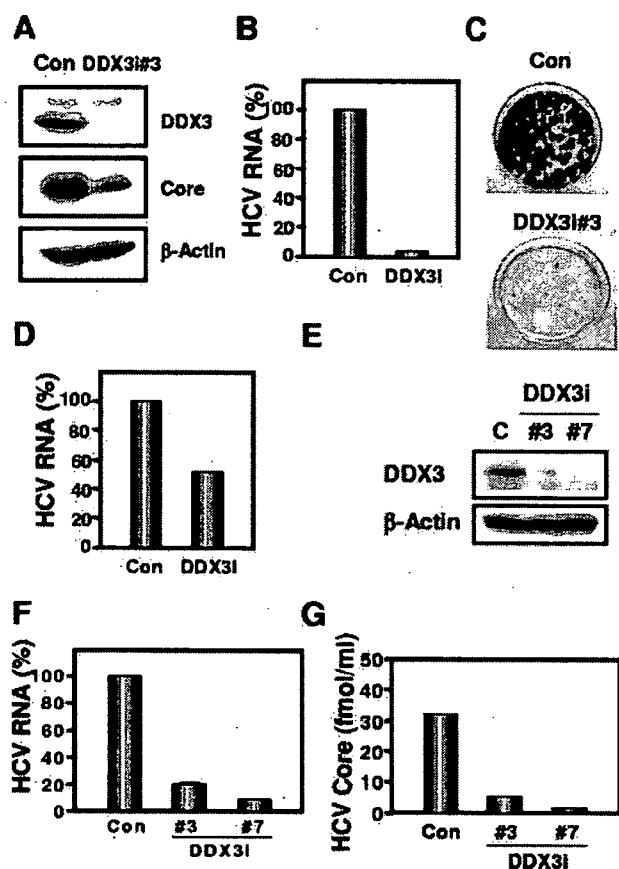 A
Con DDX3i#3
DDX3
Core
β-Actin
B
HCV RNA (%)
100
80
60
40
20
0
Con DDX3i
C
Con
DDX3i#3
D
HCV RNA (%)
100
80
60
40
20
0
Con DDX3i
E
DDX3i
C #3 #7
DDX3
β-Actin
F
HCV RNA (%)
100
80
60
40
20
0
Con #3 #7
DDX3i
G
HCV Core (fmol/ml)
50
40
30
20
10
0
Con #3 #7
DDX3i